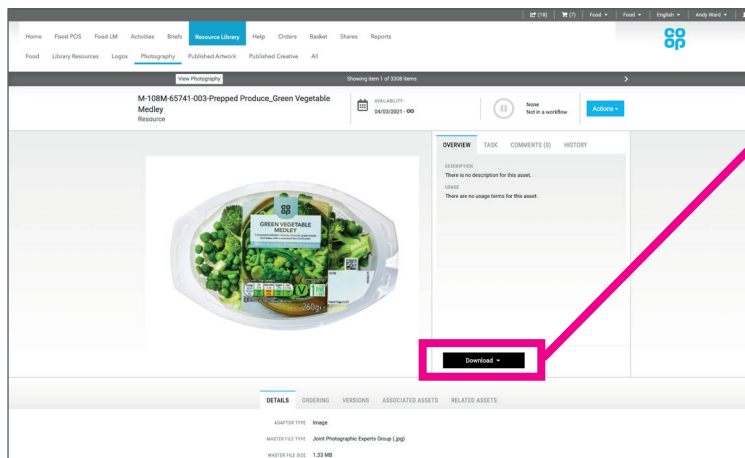 (18) (7) Food Food English Andy Ward
Home Food POS Food LM Activities Briefs Resource Library Help Orders Basket Shares Reports
co
op
Food Library Resources Logos Photography Published Artwork Published Creative All
View Photography
Showing item 1 of 3308 items
M-108M-65741-003-Prepped Produce_Green Vegetable
Medley
Resource
AVAILABILITY:
04/03/2021 - ∞
None
Not in a workflow
Actions
OVERVIEW TASK COMMENTS (0) HISTORY
DESCRIPTION
There is no description for this asset.
USAGE
There are no usage terms for this asset.
co
op
GREEN VEGETABLE
MEDLEY
260g e
Download
DETAILS ORDERING VERSIONS ASSOCIATED ASSETS RELATED ASSETS
ADAPTOR TYPE Image
MASTER FILE TYPE Joint Photographic Experts Group (.jpg)
MASTER FILE SIZE 1.33 MB